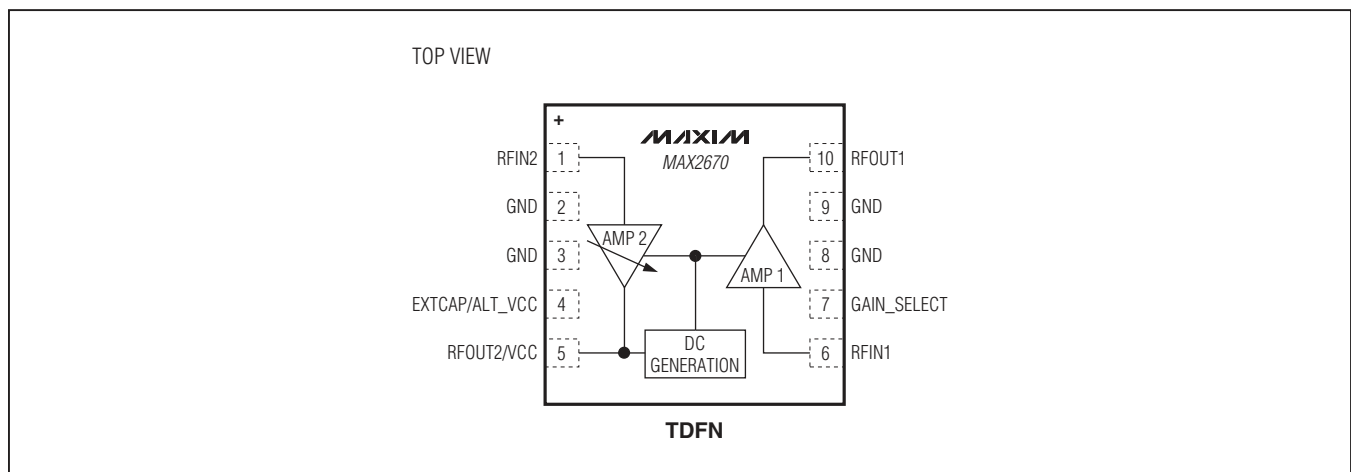 TOP VIEW
+
MAXIM
MAX2670
RFIN2 1
GND 2
GND 3
EXTCAP/ALT_VCC 4
RFOUT2/VCC 5
10 RFOUT1
9 GND
8 GND
7 GAIN_SELECT
6 RFIN1
AMP 2
AMP 1
DC
GENERATION
TDFN